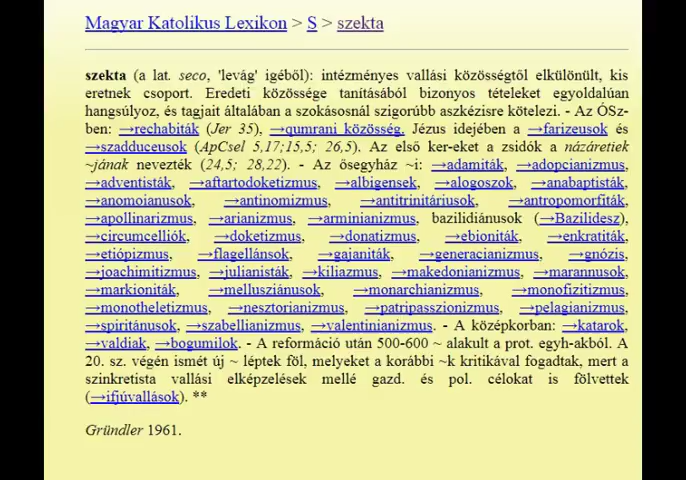 Magyar Katolikus Lexikon > S > szekta
szekta (a lat. seco, 'levág' igéből): intézményes vallási közösségtől elkülönült, kis
eretnek csoport. Eredeti közössége tanításából bizonyos tételeket egyoldalúan
hangsúlyoz, és tagjait általában a szokásosnál szigorúbb aszkézisre kötelezi. - Az ÓSz-
ben: →rechabiták (Jer 35), →qumrani közösség. Jézus idejében a →farizeusok és
→szadduceusok (ApCsel 5,17;15,5; 26,5). Az első ker-eket a zsidók a názáretiek
~jának nevezték (24,5; 28,22). - Az ősegyház ~i: →adamiták, →adopcianizmus,
→adventisták, →aftartodoketizmus, →albigensek, →alogoszok, →anabaptisták,
→anomoianusok, →antinomizmus, →antitrinitáriusok, →antropomorfiták,
→apollinarizmus, →arianizmus, →arminianizmus, bazilidiánusok (→Bazilidesz),
→circumcelliók, →doketizmus, →donatizmus, →ebioniták, →enkratiták,
→etiópizmus, →flagellánsok, →gajaniták, →generacianizmus, →gnózis,
→joachimitizmus, →julianisták, →kiliazmus, →makedonianizmus, →marannusok,
→markioniták, →mellusziánusok, →monarchianizmus, →monofizitizmus,
→monotheletizmus, →nesztorianizmus, →patripasszionizmus, →pelagianizmus,
→spiritánusok, →szabellianizmus, →valentinianizmus. - A középkorban: →katarok,
→valdiak, →bogumilok. - A reformáció után 500-600 ~ alakult a prot. egyh-akból. A
20. sz. végén ismét új ~ léptek föl, melyeket a korábbi ~k kritikával fogadtak, mert a
szinkretista vallási elképzelések mellé gazd. és pol. célokat is fölvettek
(→ifjúvallások). **
Gründler 1961.